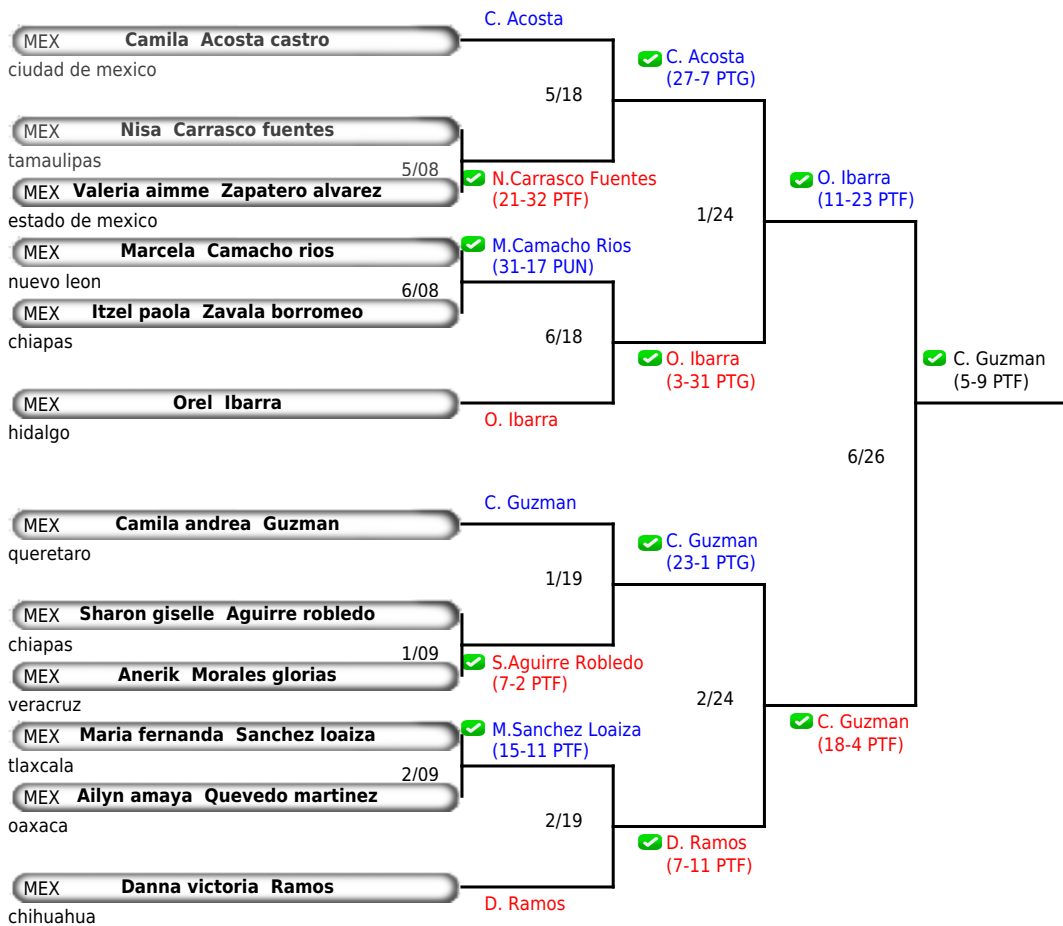 C. Acosta
MEX Camila Acosta castro
ciudad de mexico
C. Acosta
(27-7 PTG)
5/18
MEX Nisa Carrasco fuentes
tamaulipas
5/08
N.Carrasco Fuentes
(21-32 PTF)
MEX Valeria aimme Zapatero alvarez
estado de mexico
O. Ibarra
(11-23 PTF)
1/24
MEX Marcela Camacho rios
nuevo leon
M.Camacho Rios
(31-17 PUN)
6/08
MEX Itzel paola Zavala borromeo
chiapas
6/18
O. Ibarra
(3-31 PTG)
C. Guzman
(5-9 PTF)
MEX Orel Ibarra
hidalgo
O. Ibarra
6/26
C. Guzman
MEX Camila andrea Guzman
queretaro
C. Guzman
(23-1 PTG)
1/19
MEX Sharon giselle Aguirre robledo
chiapas
1/09
S.Aguirre Robledo
(7-2 PTF)
MEX Anerik Morales glorias
veracruz
2/24
C. Guzman
(18-4 PTF)
MEX Maria fernanda Sanchez loaiza
tlaxcala
M.Sanchez Loaiza
(15-11 PTF)
2/09
MEX Ailyn amaya Quevedo martinez
oaxaca
2/19
D. Ramos
(7-11 PTF)
MEX Danna victoria Ramos
chihuahua
D. Ramos